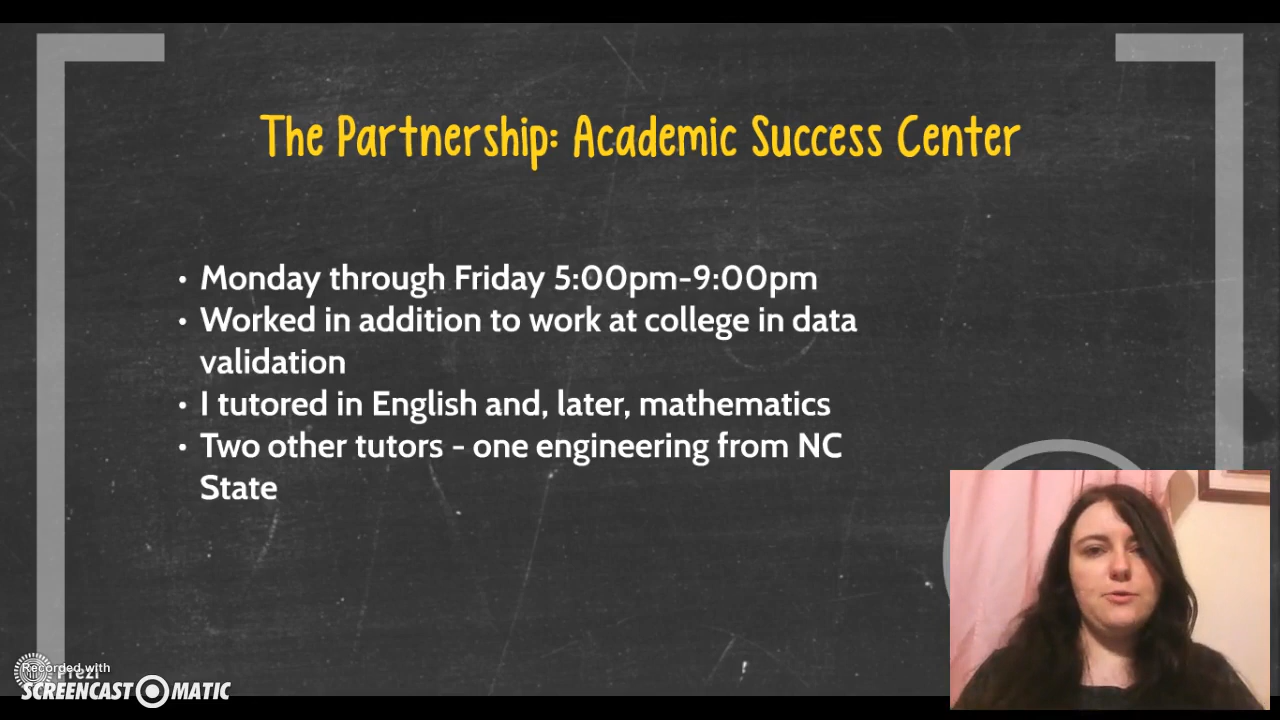 The Partnership: Academic Success Center
• Monday through Friday 5:00pm-9:00pm
• Worked in addition to work at college in data
validation
• I tutored in English and, later, mathematics
• Two other tutors - one engineering from NC
State
Recorded with
Prezi
SCREENCAST MATIC